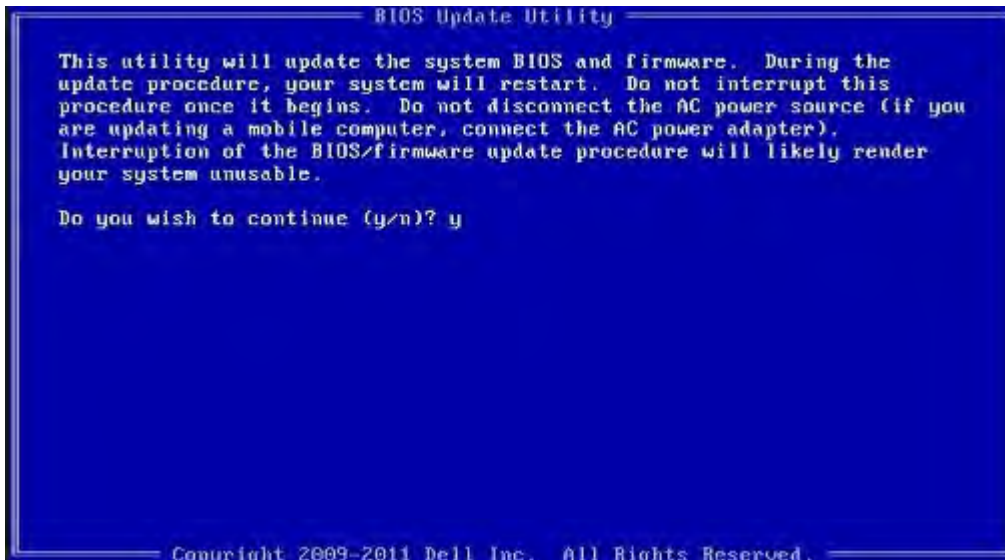 BIOS Update Utility
This utility will update the system BIOS and firmware.  During the
update procedure, your system will restart.  Do not interrupt this
procedure once it begins.  Do not disconnect the AC power source (if you
are updating a mobile computer, connect the AC power adapter).
Interruption of the BIOS/firmware update procedure will likely render
your system unusable.
Do you wish to continue (y/n)? y
Copyright 2009-2011 Dell Inc.  All Rights Reserved.